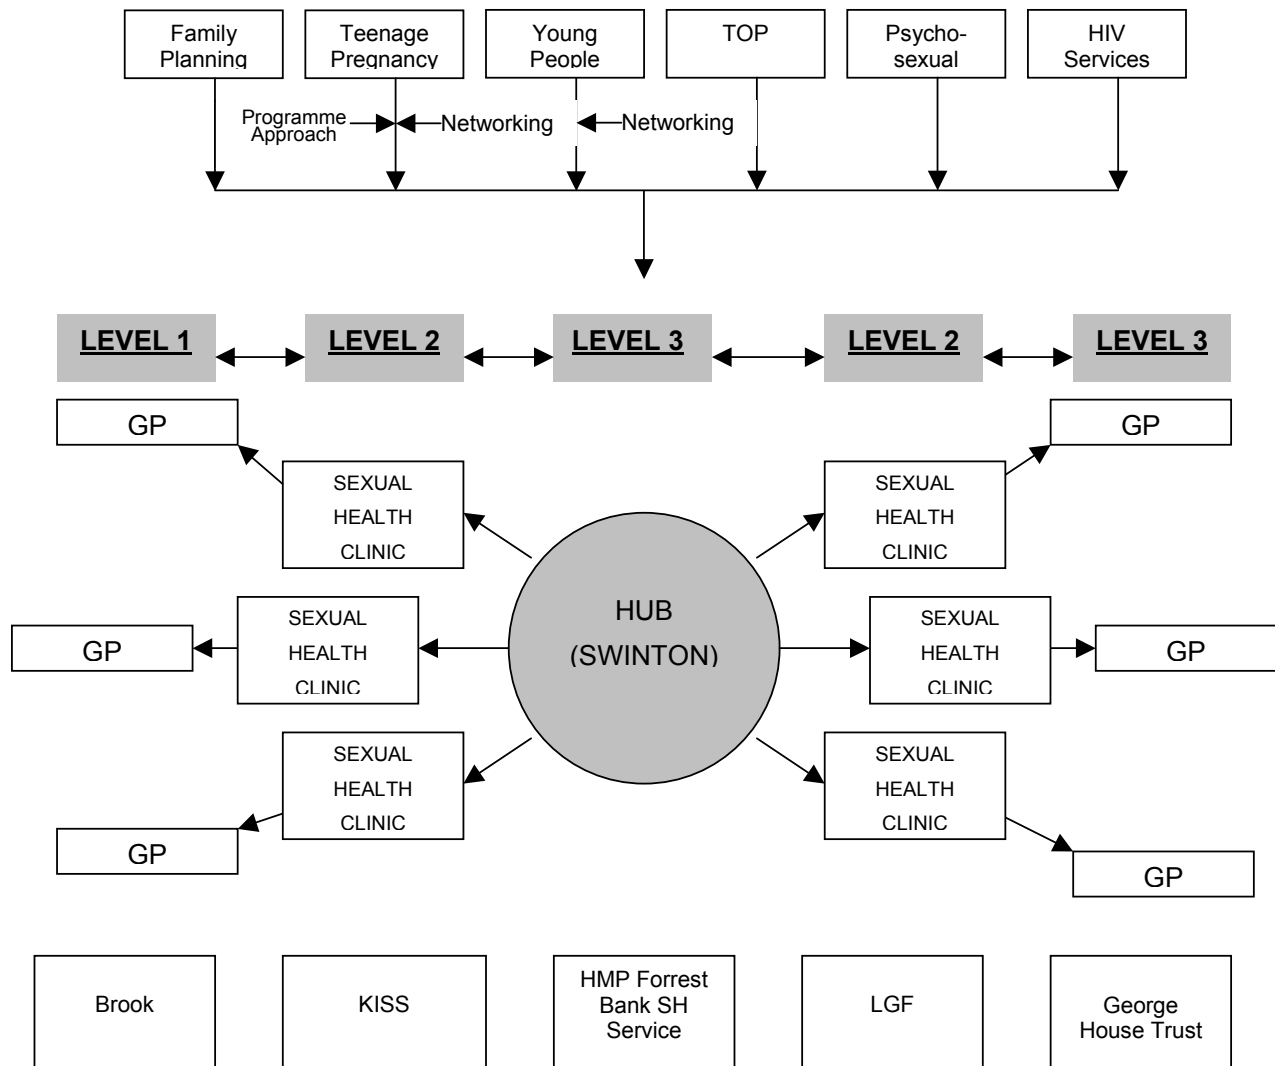 Family
Planning
Teenage
Pregnancy
Young
People
TOP
Psycho-
sexual
HIV
Services
Programme
Approach
Networking
Networking
LEVEL 1
LEVEL 2
LEVEL 3
LEVEL 2
LEVEL 3
GP
GP
SEXUAL
HEALTH
CLINIC
SEXUAL
HEALTH
CLINIC
HUB
(SWINTON)
GP
SEXUAL
HEALTH
CLINIC
SEXUAL
HEALTH
CLINIC
GP
SEXUAL
HEALTH
CLINIC
SEXUAL
HEALTH
CLINIC
GP
GP
Brook
KISS
HMP Forrest
Bank SH
Service
LGF
George
House Trust